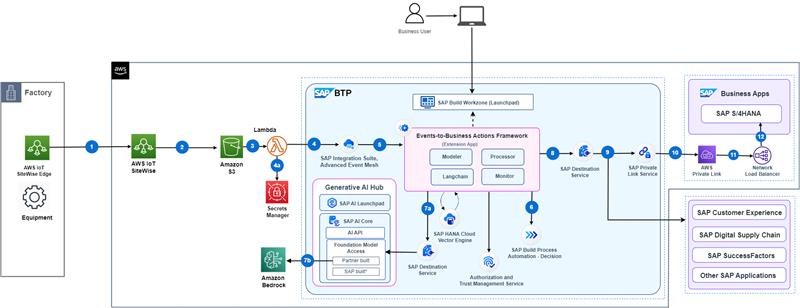 Business User
aws
Factory
AWS IoT
SiteWise Edge
Equipment
1
AWS IoT
SiteWise
2
Amazon
S3
3
Lambda
4a
Secrets
Manager
4
SAP BTP
SAP Integration Suite,
Advanced Event Mesh
5
SAP Build Workzone (Launchpad)
Events-to-Business Actions Framework
(Extension App)
Modeler
Processor
Langchain
Monitor
Generative AI Hub
SAP AI Launchpad
SAP AI Core
AI API
Foundation Model
Access
Partner built
SAP built*
7b
Amazon
Bedrock
7a
SAP Destination
Service
SAP HANA Cloud
Vector Engine
Authorization and
Trust Management Service
6
SAP Build Process
Automation - Decision
8
SAP Destination
Service
9
SAP Private
Link Service
10
AWS
Private Link
11
Network
Load Balancer
12
SAP Business Apps
SAP S/4HANA
SAP Customer Experience
SAP Digital Supply Chain
SAP SuccessFactors
Other SAP Applications